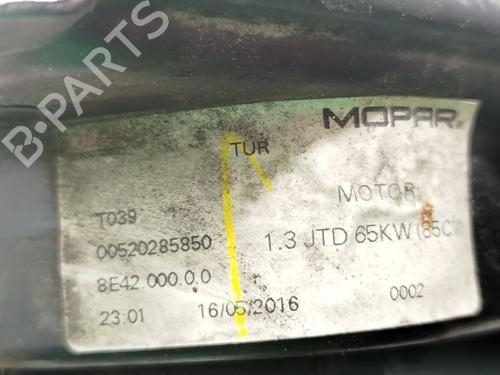 MOPAR
TUR
MOTOR
T039
00520285850
1.3 JTD 65KW (85C
8E42 000.0.0
23:01 16/05/2016 0002
B-PARTS